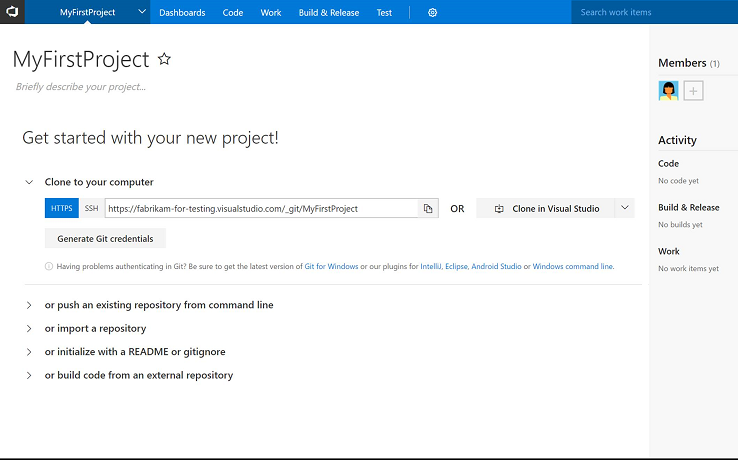 MyFirstProject Dashboards Code Work Build & Release Test Search work items
MyFirstProject
Briefly describe your project...
Get started with your new project!
Clone to your computer
HTTPS SSH https://fabrikam-for-testing.visualstudio.com/_git/MyFirstProject OR Clone in Visual Studio
Generate Git credentials
Having problems authenticating in Git? Be sure to get the latest version of Git for Windows or our plugins for IntelliJ, Eclipse, Android Studio or Windows command line.
or push an existing repository from command line
or import a repository
or initialize with a README or gitignore
or build code from an external repository
Members (1)
Activity
Code
No code yet
Build & Release
No builds yet
Work
No work items yet